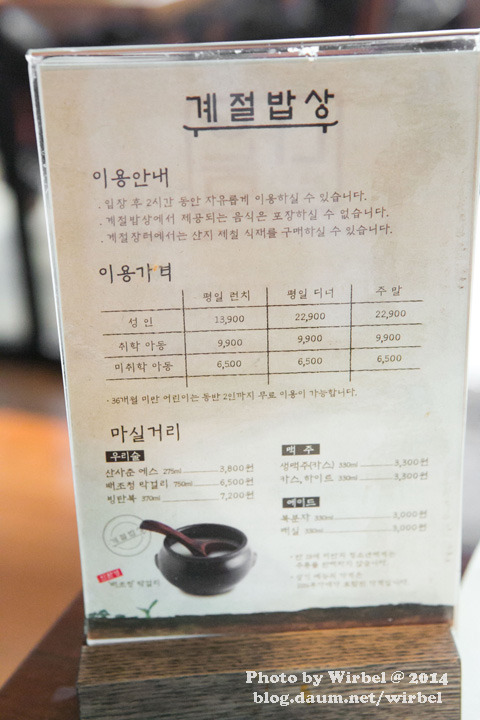 계절밥상
이용안내
. 입장 후 2시간 동안 자유롭게 이용하실 수 있습니다.
. 계절밥상에서 제공되는 음식은 포장하실 수 없습니다.
. 계절장터에서는 산지 제철 식재를 구매하실 수 있습니다.
이용가격
평일 런치 평일 디너 주 말
성 인 13,900 22,900 22,900
취학 아동 9,900 9,900 9,900
미취학 아동 6,500 6,500 6,500
· 36개월 미만 어린이는 동반 2인까지 무료 이용이 가능합니다.
마실거리
우리술
산사춘 에스 275ml 3,800원
배조청 막걸리 750ml 6,500원
빙탄복 370ml 7,200원
맥 주
생맥주(카스) 330ml 3,300원
카스, 하이트 330ml 3,300원
에이드
복분자 330ml 3,000원
매실 330ml 3,000원
배조청 막걸리
Photo by Wirbel @ 2014
blog.daum.net/wirbel